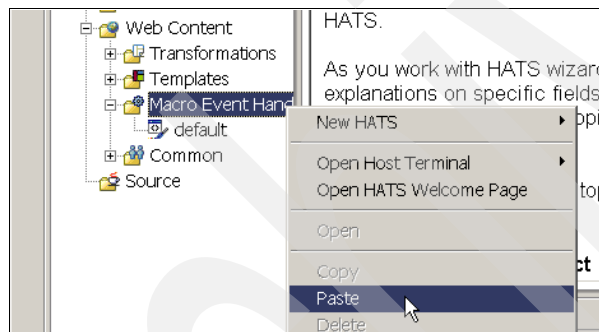 Web Content
Transformations
Templates
Macro Event Hand
default
Common
Source
HATS.
As you work with HATS
explanations on specific fields
New HATS
Open Host Terminal
Open HATS Welcome Page
Open
Copy
Paste
Delete